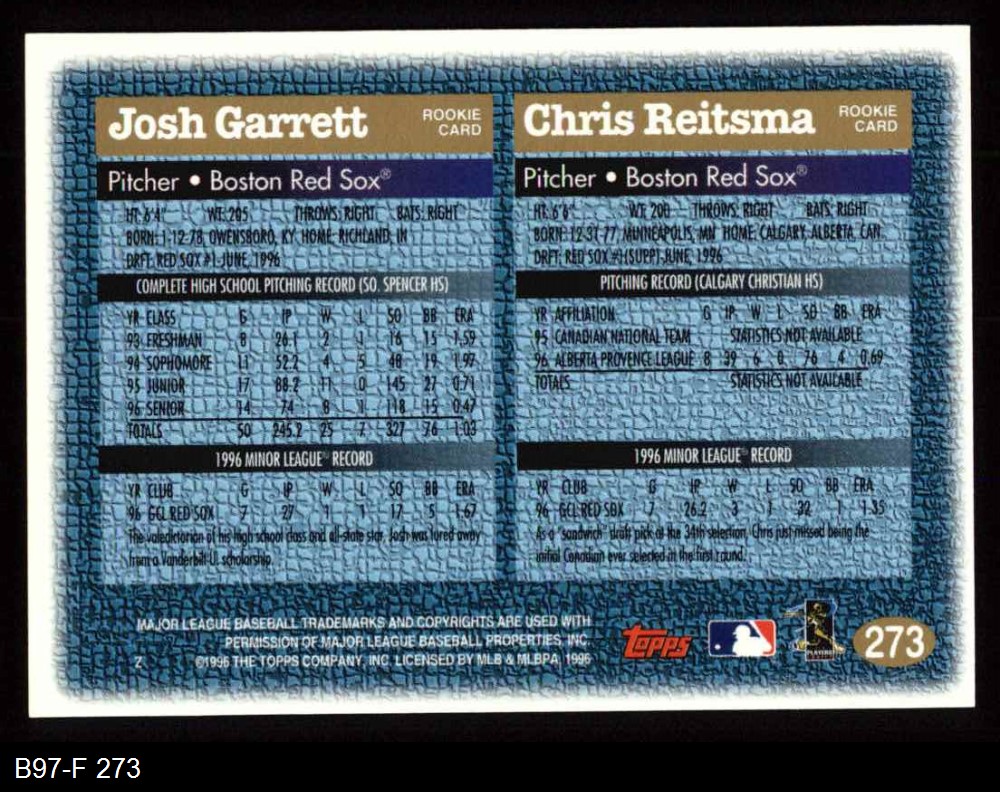 Josh Garrett ROOKIE CARD
Pitcher • Boston Red Sox®
HT: 6'4" WT: 205 THROWS: RIGHT BATS: RIGHT
BORN: 1-12-78, OWENSBORO, KY HOME: RICHLAND, IN
DRFT: RED SOX #1-JUNE, 1996
COMPLETE HIGH SCHOOL PITCHING RECORD (SO. SPENCER HS)
YR CLASS G IP W L SO BB ERA
93 FRESHMAN 8 26.1 2 1 16 15 1.59
94 SOPHOMORE 11 52.2 4 5 48 19 1.97
95 JUNIOR 17 88.2 11 0 145 27 0.71
96 SENIOR 14 74 8 1 118 15 0.47
TOTALS 50 245.2 25 7 327 76 1.03
1996 MINOR LEAGUE® RECORD
YR CLUB G IP W L SO BB ERA
96 GCL RED SOX 7 27 1 1 17 5 1.67
The valedictorian of his high school class and all-state star, Josh was lured away
from a Vanderbilt U. scholarship.
Chris Reitsma ROOKIE CARD
Pitcher • Boston Red Sox®
HT: 6'6" WT: 200 THROWS: RIGHT BATS: RIGHT
BORN: 12-31-77, MINNEAPOLIS, MN HOME: CALGARY, ALBERTA, CAN.
DRFT: RED SOX #1(SUPP)-JUNE, 1996
PITCHING RECORD (CALGARY CHRISTIAN HS)
YR AFFILIATION G IP W L SO BB ERA
95 CANADIAN NATIONAL TEAM STATISTICS NOT AVAILABLE
96 ALBERTA PROVENCE LEAGUE 8 39 6 0 76 4 0.69
TOTALS STATISTICS NOT AVAILABLE
1996 MINOR LEAGUE® RECORD
YR CLUB G IP W L SO BB ERA
96 GCL RED SOX 7 26.2 3 1 32 1 1.35
As a "sandwich" draft pick at the 34th selection, Chris just missed being the
initial Canadian ever selected in the first round.
MAJOR LEAGUE BASEBALL TRADEMARKS AND COPYRIGHTS ARE USED WITH
PERMISSION OF MAJOR LEAGUE BASEBALL PROPERTIES, INC.
Z ©1996 THE TOPPS COMPANY, INC. LICENSED BY MLB & MLBPA, 1996
Topps
PLAYERS
273
B97-F 273